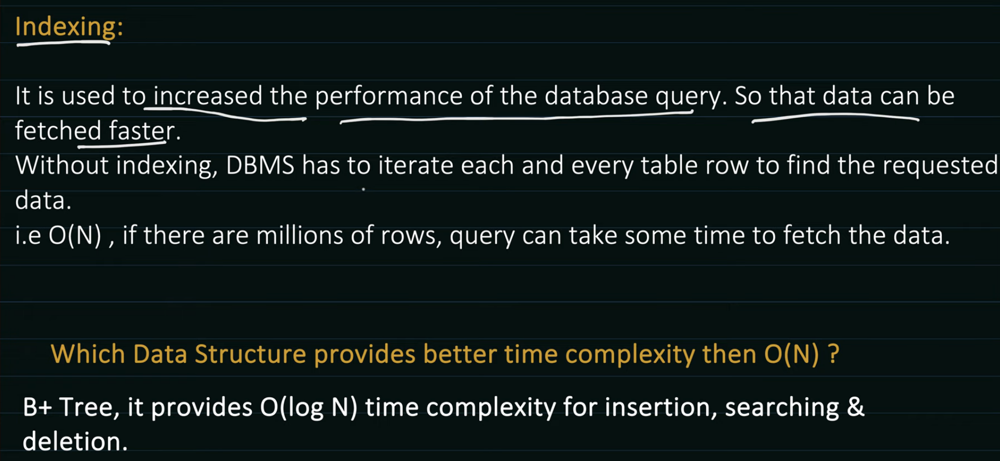 Indexing:
It is used to increased the performance of the database query. So that data can be
fetched faster.
Without indexing, DBMS has to iterate each and every table row to find the requested
data.
i.e O(N) , if there are millions of rows, query can take some time to fetch the data.
Which Data Structure provides better time complexity then O(N) ?
B+ Tree, it provides O(log N) time complexity for insertion, searching &
deletion.